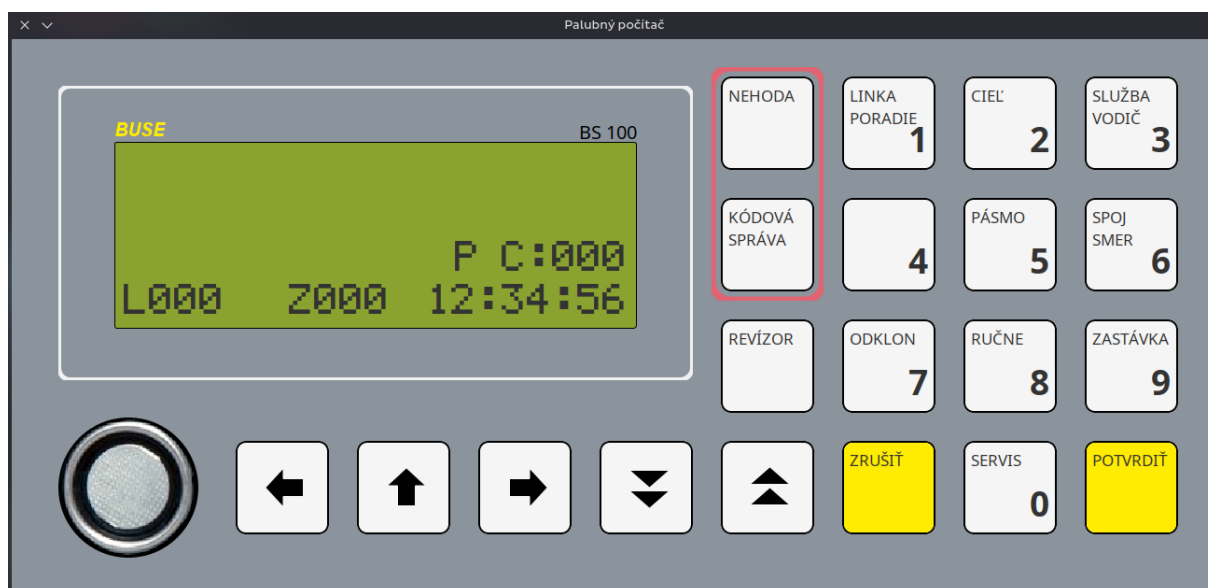 Palubný počítač
BUSE
BS 100
P C:000
L000 Z000 12:34:56
NEHODA
LINKA
PORADIE
1
CIEĽ
2
SLUŽBA
VODIČ
3
KÓDOVÁ
SPRÁVA
4
PÁSMO
5
SPOJ
SMER
6
REVÍZOR
ODKLON
7
RUČNE
8
ZASTÁVKA
9
ZRUŠIŤ
SERVIS
0
POTVRDIŤ